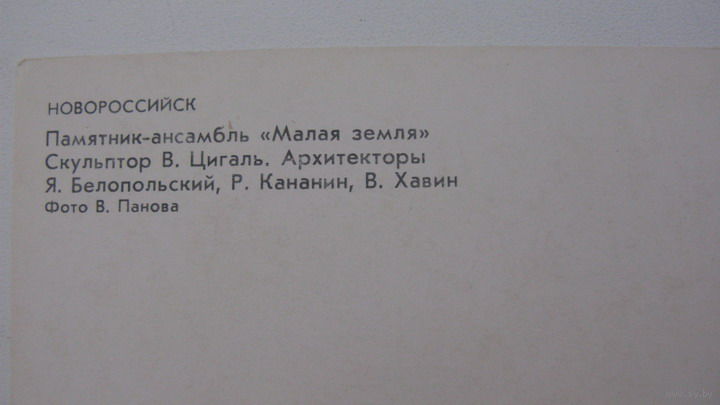 НОВОРОССИЙСК
Памятник-ансамбль «Малая земля»
Скульптор В. Цигаль. Архитекторы
Я. Белопольский, Р. Кананин, В. Хавин
Фото В. Панова